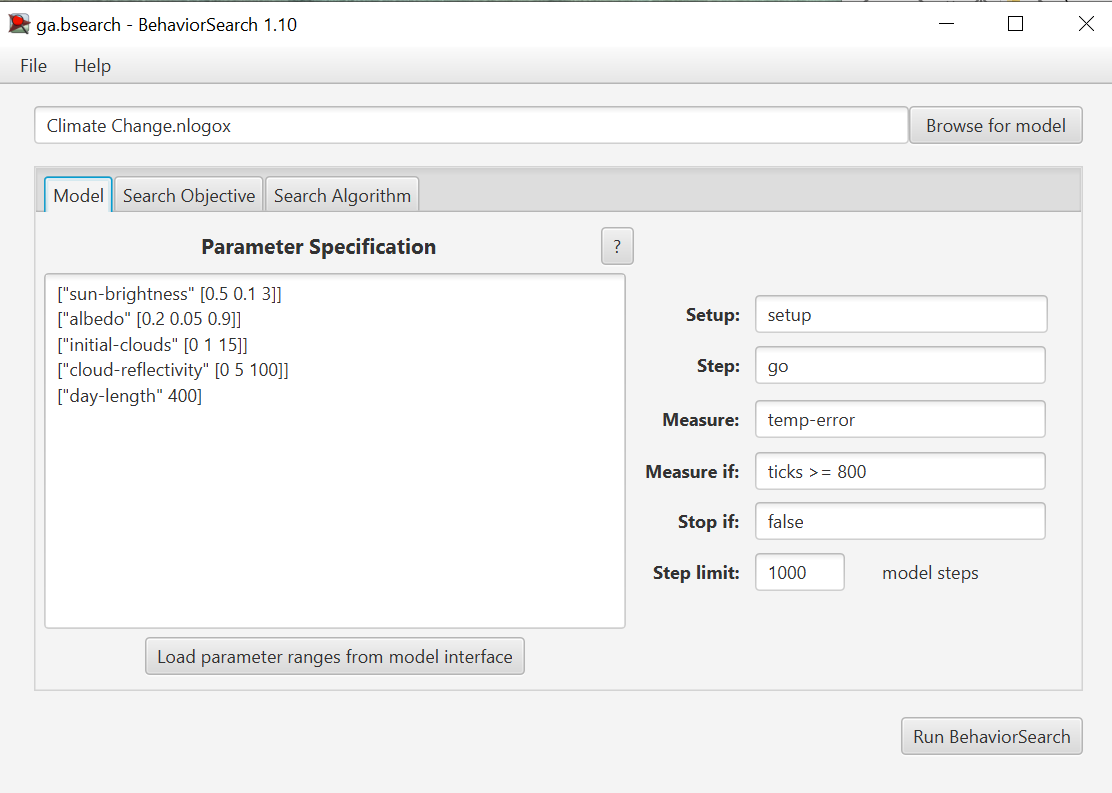 ga.bsearch - BehaviorSearch 1.10
File Help
Climate Change.nlogox Browse for model
Model Search Objective Search Algorithm
Parameter Specification ?
["sun-brightness" [0.5 0.1 3]]
["albedo" [0.2 0.05 0.9]]
["initial-clouds" [0 1 15]]
["cloud-reflectivity" [0 5 100]]
["day-length" 400]
Load parameter ranges from model interface
Setup: setup
Step: go
Measure: temp-error
Measure if: ticks >= 800
Stop if: false
Step limit: 1000 model steps
Run BehaviorSearch